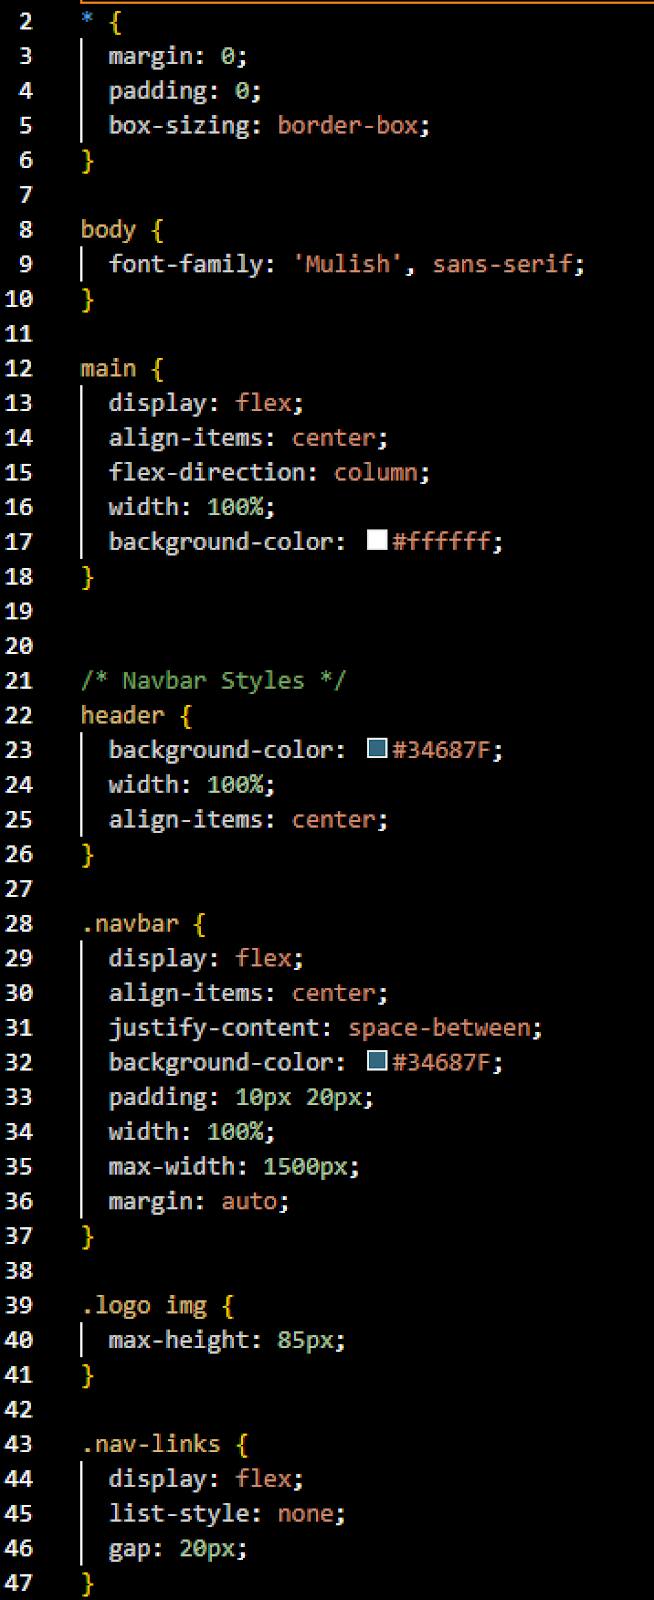 2 * {
3 margin: 0;
4 padding: 0;
5 box-sizing: border-box;
6 }
7
8 body {
9 font-family: 'Mulish', sans-serif;
10 }
11
12 main {
13 display: flex;
14 align-items: center;
15 flex-direction: column;
16 width: 100%;
17 background-color: #ffffff;
18 }
19
20
21 /* Navbar Styles */
22 header {
23 background-color: #34687F;
24 width: 100%;
25 align-items: center;
26 }
27
28 .navbar {
29 display: flex;
30 align-items: center;
31 justify-content: space-between;
32 background-color: #34687F;
33 padding: 10px 20px;
34 width: 100%;
35 max-width: 1500px;
36 margin: auto;
37 }
38
39 .logo img {
40 max-height: 85px;
41 }
42
43 .nav-links {
44 display: flex;
45 list-style: none;
46 gap: 20px;
47 }